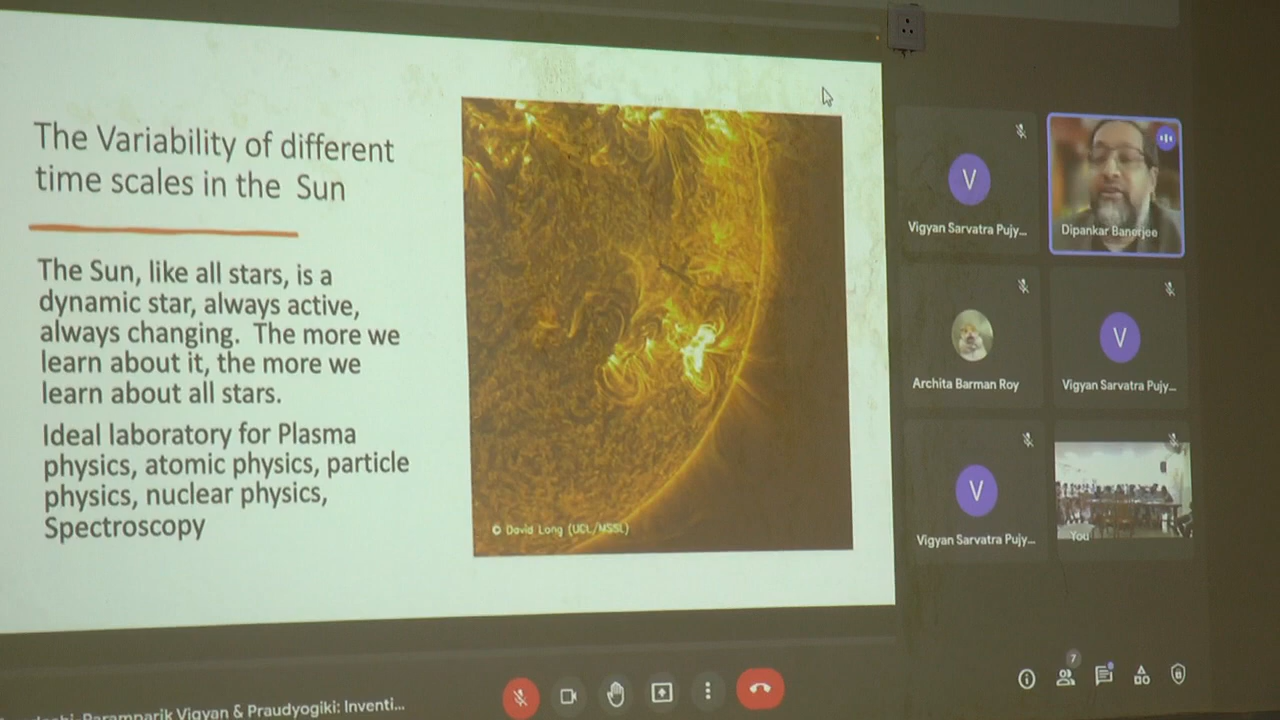 The Variability of different
time scales in the Sun
The Sun, like all stars, is a
dynamic star, always active,
always changing. The more we
learn about it, the more we
learn about all stars.
Ideal laboratory for Plasma
physics, atomic physics, particle
physics, nuclear physics,
Spectroscopy
© David Long (UCL/MSSL)
V
Vigyan Sarvatra Pujy...
Dipankar Banerjee
Archita Barman Roy
V
Vigyan Sarvatra Pujy...
V
Vigyan Sarvatra Pujy...
You
7
Paramparik Vigyan & Praudyogiki: Inventi...